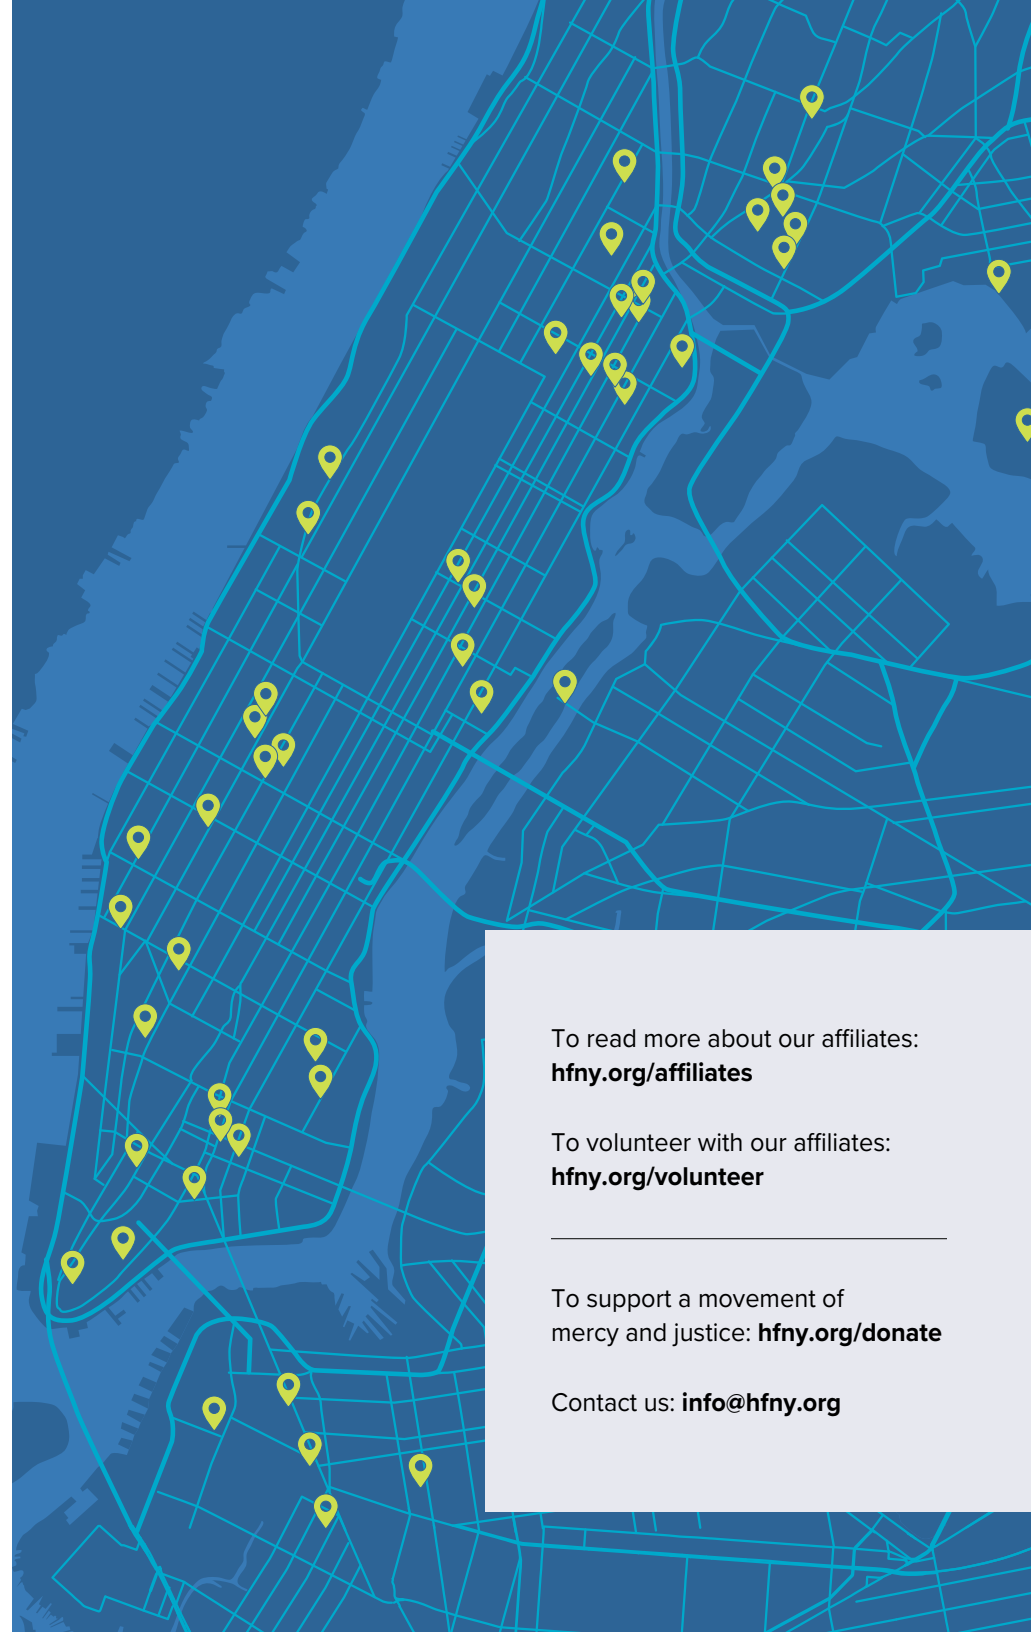 To read more about our affiliates:
hfny.org/affiliates
To volunteer with our affiliates:
hfny.org/volunteer
To support a movement of
mercy and justice: hfny.org/donate
Contact us: info@hfny.org